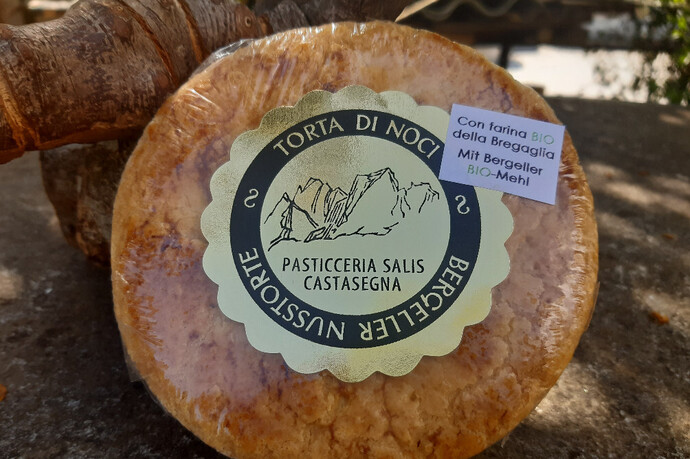 TORTA DI NOCI
PASTICCERIA SALIS
CASTASEGNA
BERGELLER NUSSTORTE
Con farina BIO
della Bregaglia
Mit Bergeller
BIO-Mehl